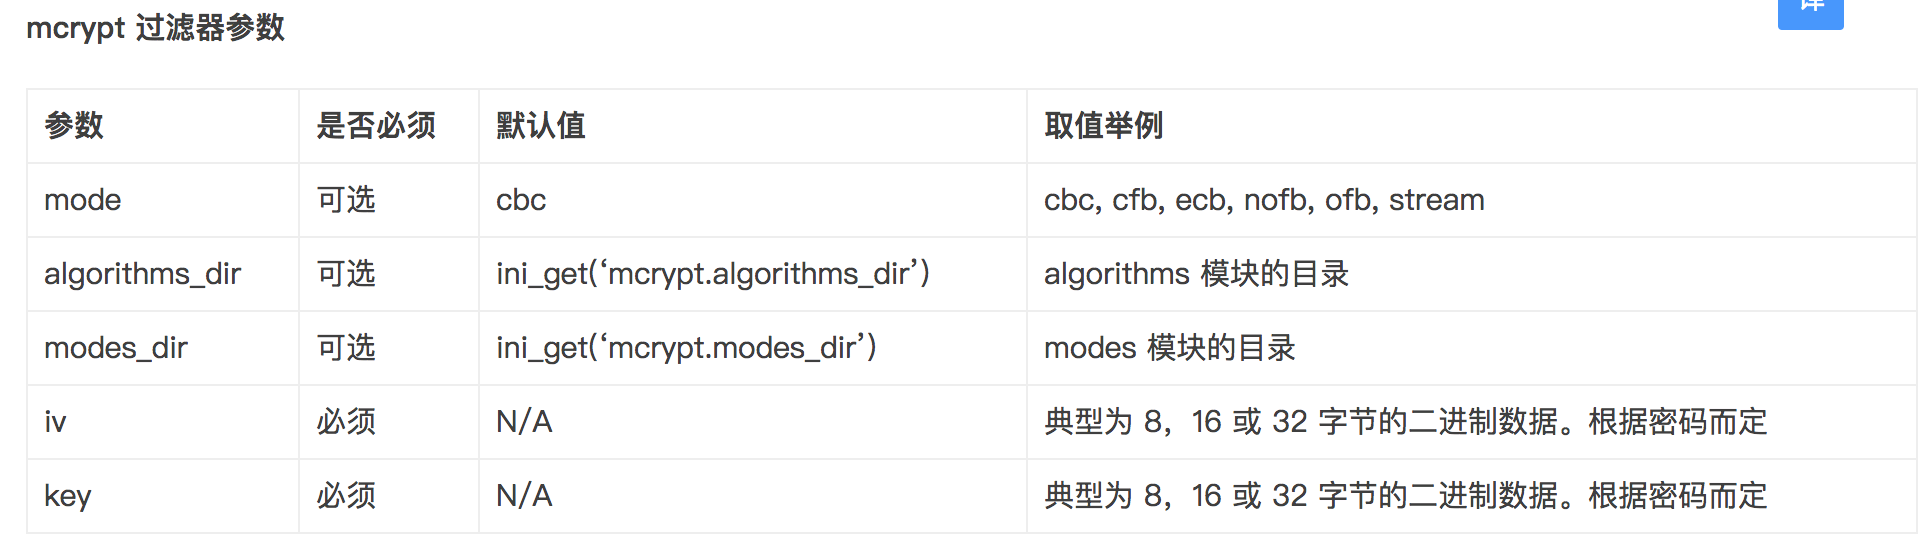 译
mcrypt 过滤器参数
参数 是否必须 默认值 取值举例
mode 可选 cbc cbc, cfb, ecb, nofb, ofb, stream
algorithms_dir 可选 ini_get(‘mcrypt.algorithms_dir’) algorithms 模块的目录
modes_dir 可选 ini_get(‘mcrypt.modes_dir’) modes 模块的目录
iv 必须 N/A 典型为 8，16 或 32 字节的二进制数据。根据密码而定
key 必须 N/A 典型为 8，16 或 32 字节的二进制数据。根据密码而定